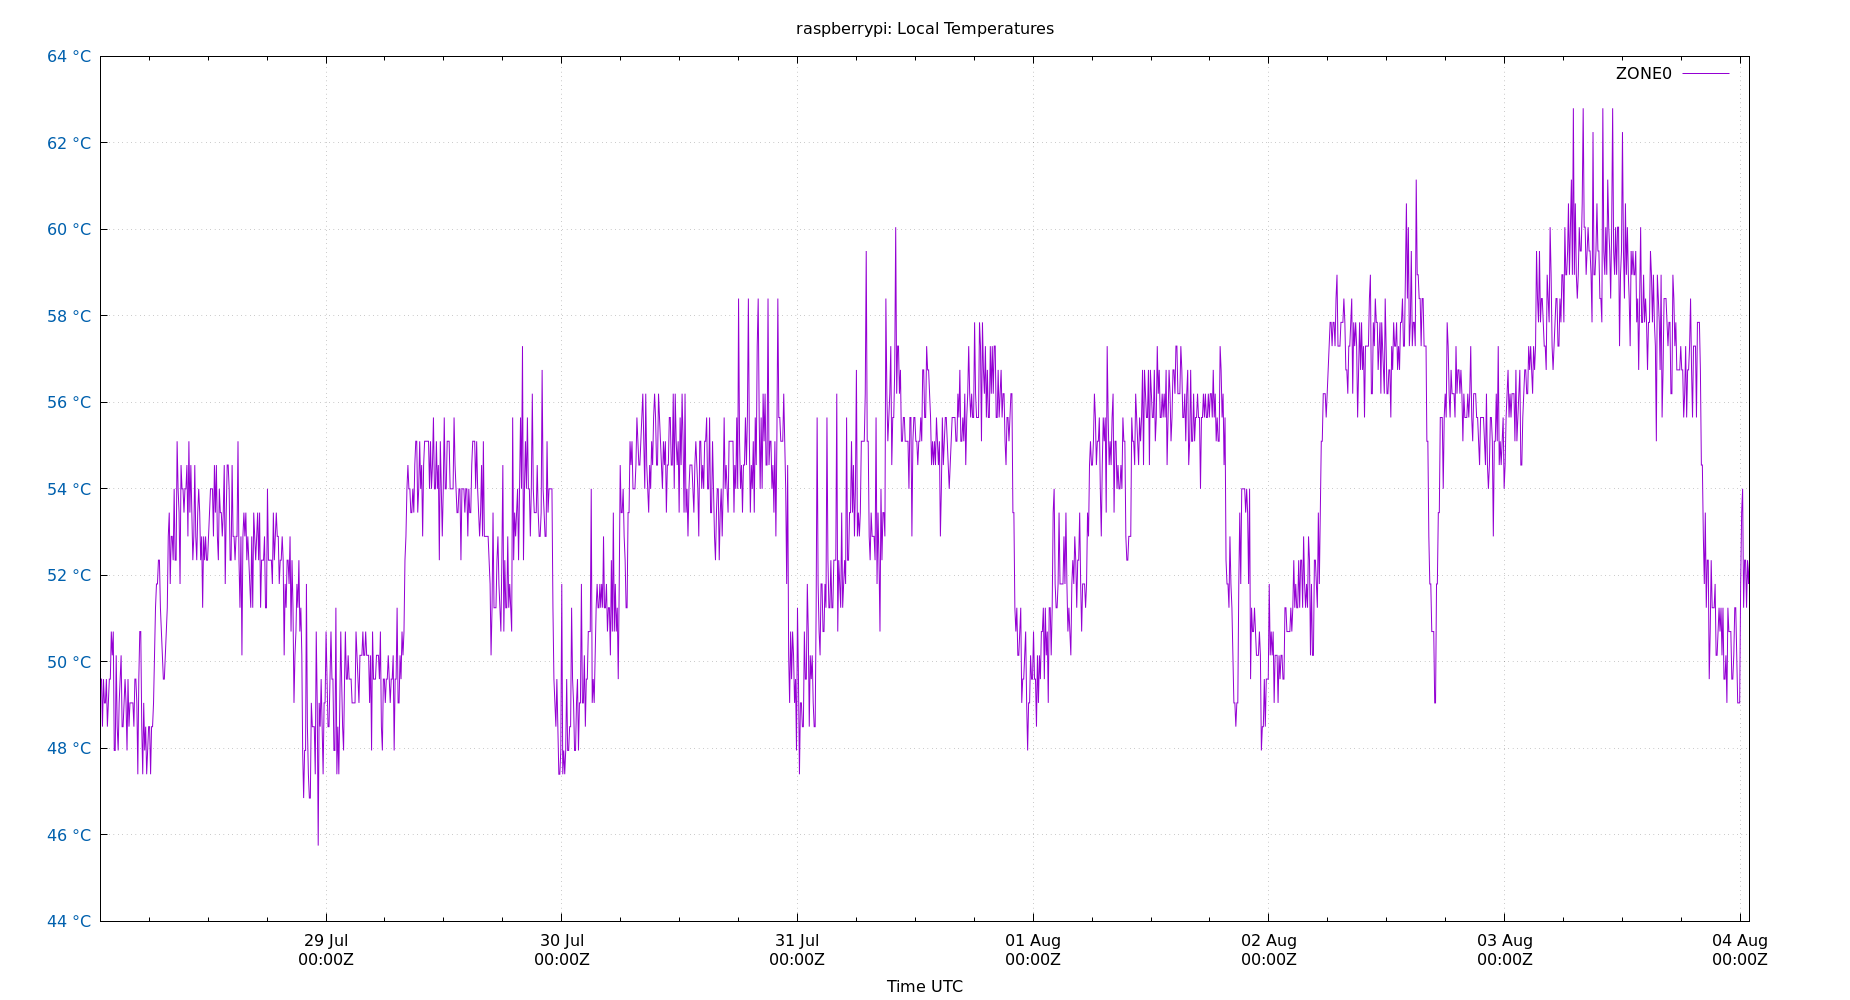 raspberrypi: Local Temperatures
64 °C
ZONE0
62 °C
60 °C
58 °C
56 °C
54 °C
52 °C
50 °C
48 °C
46 °C
44 °C
29 Jul 30 Jul 31 Jul 01 Aug 02 Aug 03 Aug 04 Aug
00:00Z 00:00Z 00:00Z 00:00Z 00:00Z 00:00Z 00:00Z
Time UTC